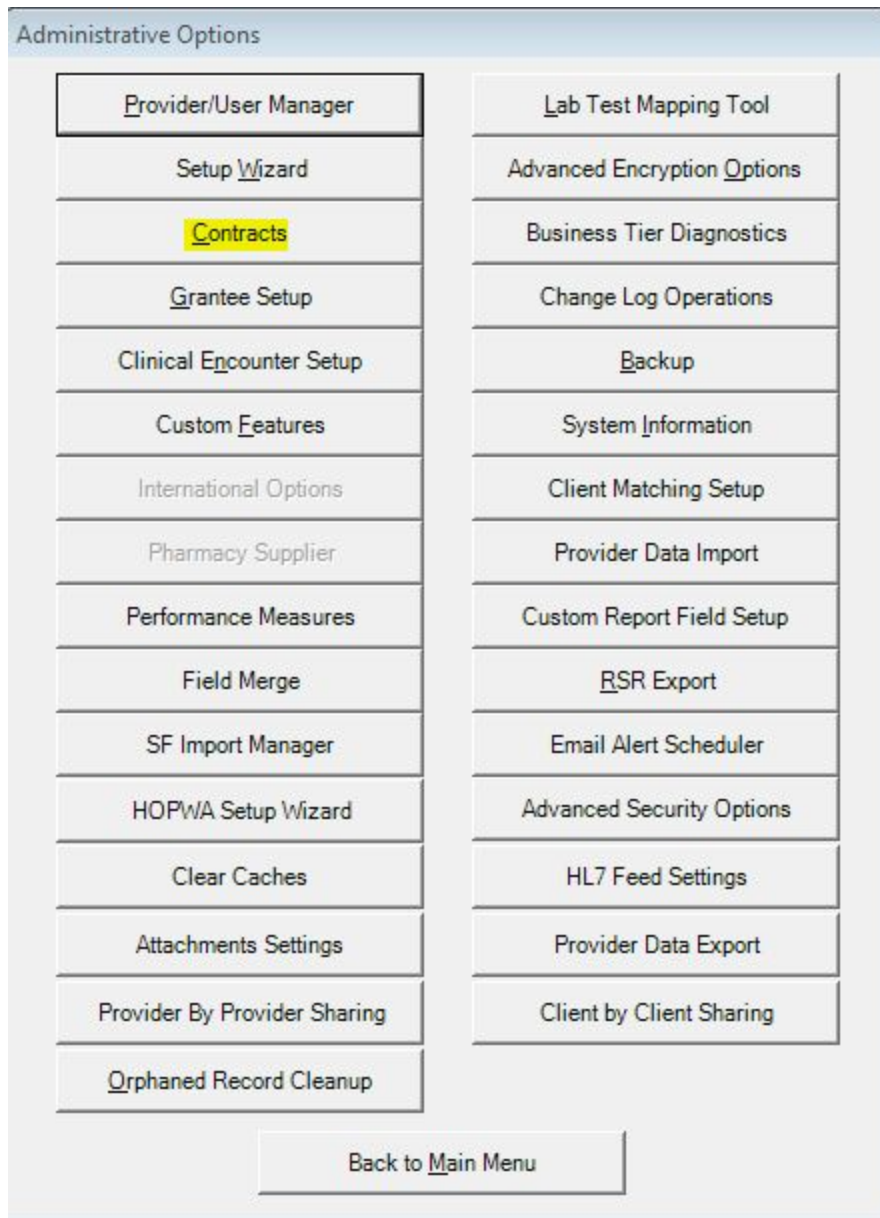 Administrative Options
Provider/User Manager
Setup Wizard
Contracts
Grantee Setup
Clinical Encounter Setup
Custom Features
International Options
Pharmacy Supplier
Performance Measures
Field Merge
SF Import Manager
HOPWA Setup Wizard
Clear Caches
Attachments Settings
Provider By Provider Sharing
Orphaned Record Cleanup
Lab Test Mapping Tool
Advanced Encryption Options
Business Tier Diagnostics
Change Log Operations
Backup
System Information
Client Matching Setup
Provider Data Import
Custom Report Field Setup
RSR Export
Email Alert Scheduler
Advanced Security Options
HL7 Feed Settings
Provider Data Export
Client by Client Sharing
Back to Main Menu